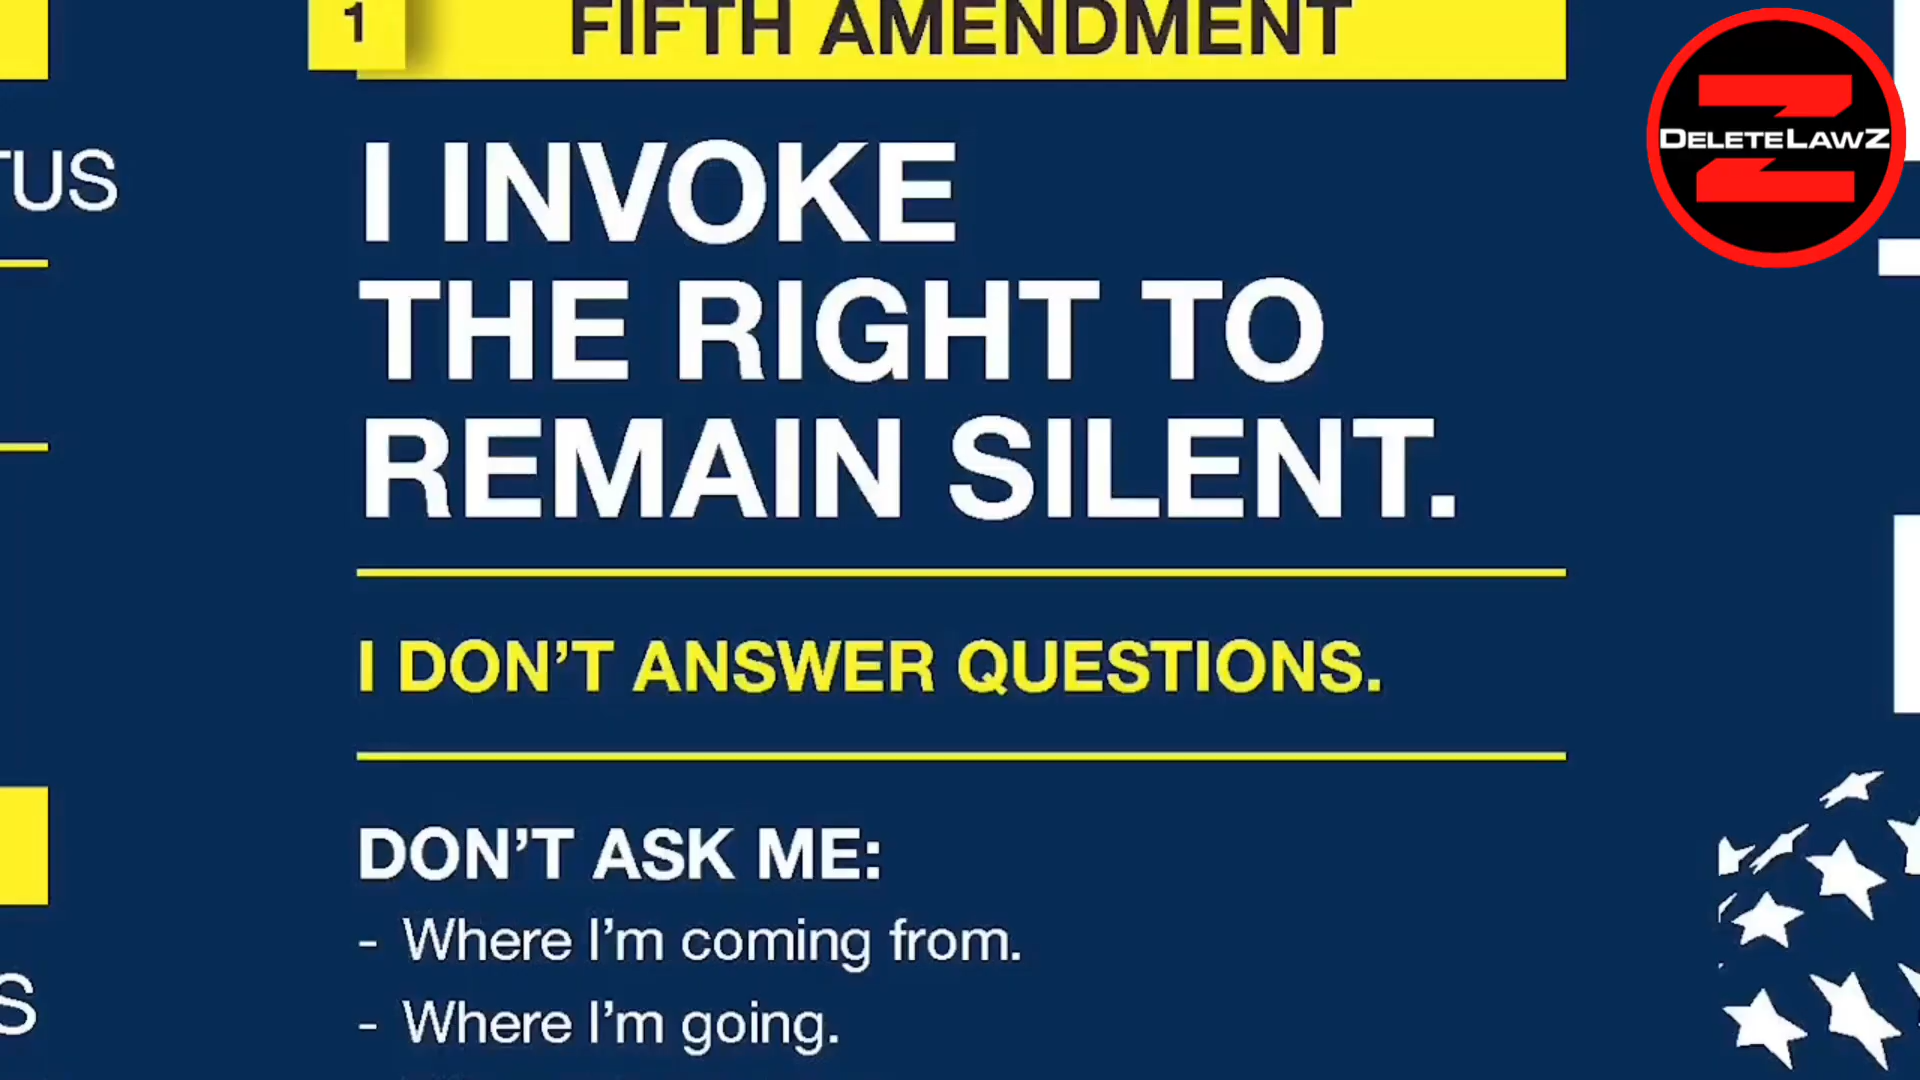 1
FIFTH AMENDMENT
DELETELAWZ
TUS
I INVOKE
THE RIGHT TO
REMAIN SILENT.
I DON’T ANSWER QUESTIONS.
DON’T ASK ME:
- Where I’m coming from.
- Where I’m going.
S